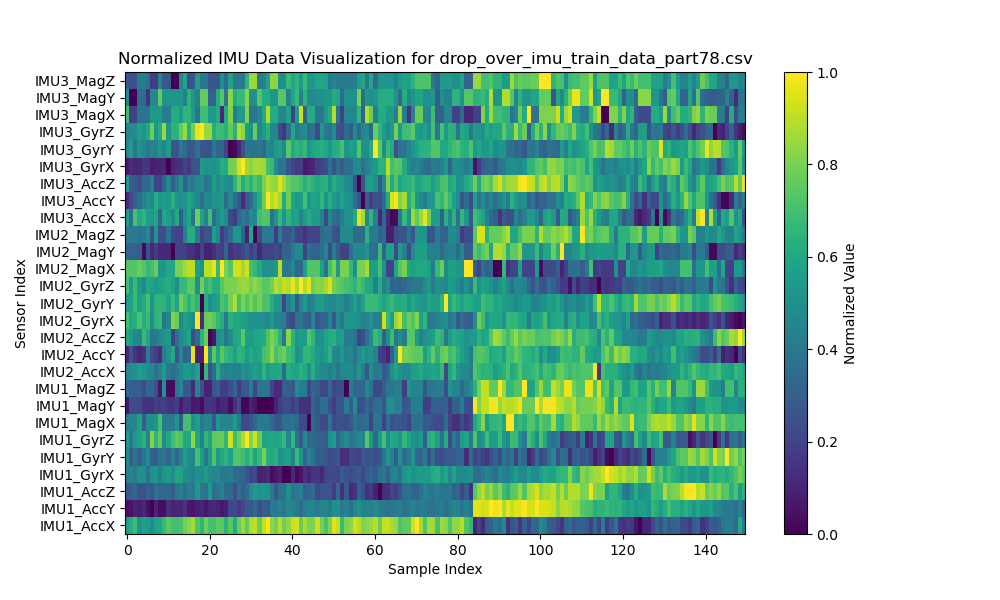 Normalized IMU Data Visualization for drop_over_imu_train_data_part78.csv
IMU3_MagZ
IMU3_MagY
IMU3_MagX
IMU3_GyrZ
IMU3_GyrY
IMU3_GyrX
IMU3_AccZ
IMU3_AccY
IMU3_AccX
IMU2_MagZ
IMU2_MagY
IMU2_MagX
IMU2_GyrZ
IMU2_GyrY
IMU2_GyrX
IMU2_AccZ
IMU2_AccY
IMU2_AccX
IMU1_MagZ
IMU1_MagY
IMU1_MagX
IMU1_GyrZ
IMU1_GyrY
IMU1_GyrX
IMU1_AccZ
IMU1_AccY
IMU1_AccX
Sensor Index
0 20 40 60 80 100 120 140
Sample Index
1.0
0.8
0.6
0.4
0.2
0.0
Normalized Value